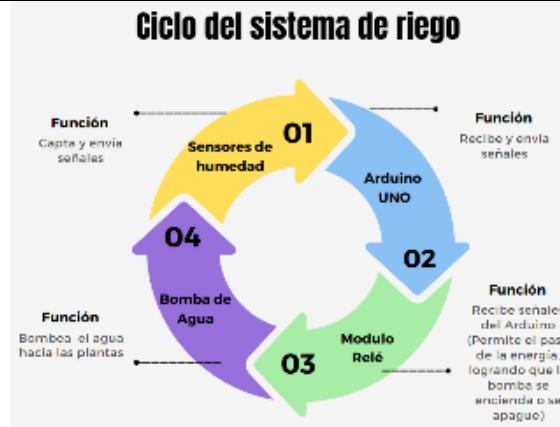 Ciclo del sistema de riego
Función
Capta y envía
señales
Sensores de
humedad
01
Función
Recibe y envia
señales
Arduino
UNO
02
Función
Recibe señale
del Arduino
(Permite el pas
de la energía,
logrando que l
bomba se
encienda o se
apague)
Modulo
Relé
03
Función
Bombea el agua
hacia las plantas
Bomba de
Agua
04